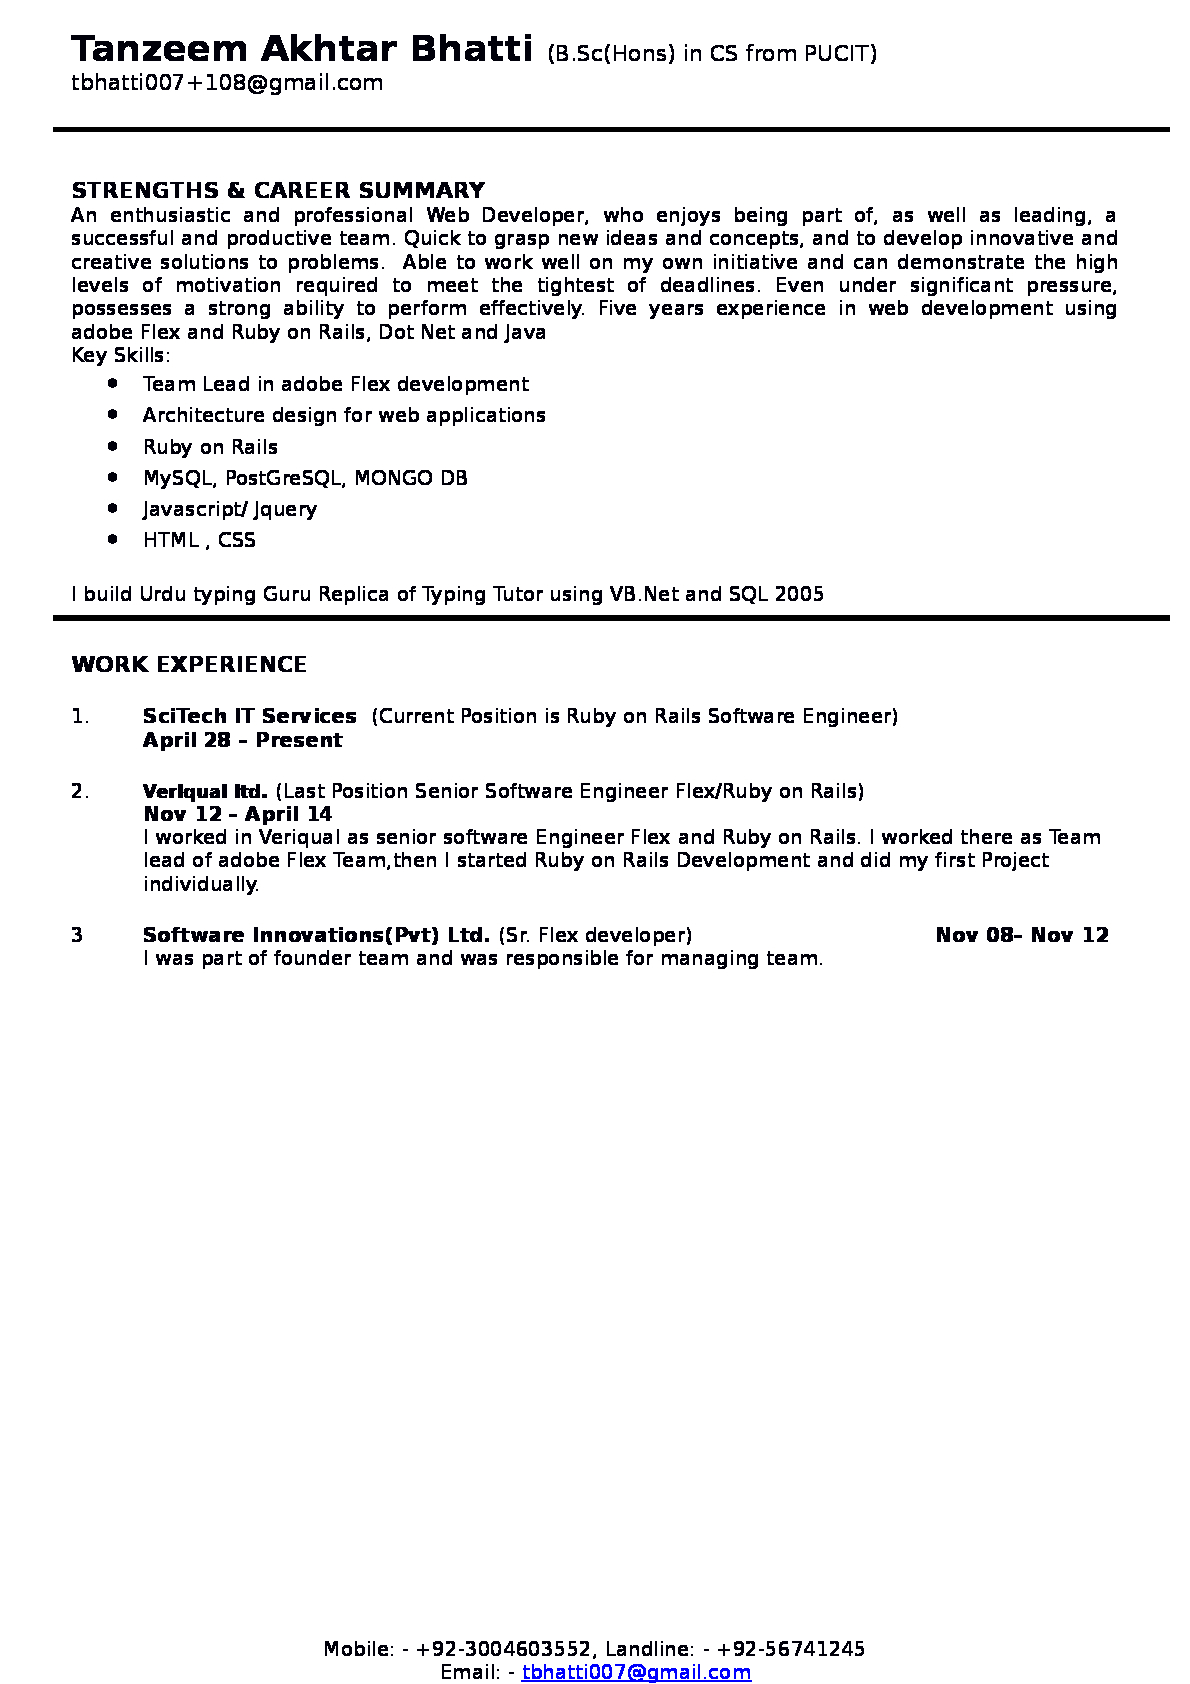 Tanzeem Akhtar Bhatti (B.Sc(Hons) in CS from PUCIT)
tbhatti007+108@gmail.com
STRENGTHS & CAREER SUMMARY
An enthusiastic and professional Web Developer, who enjoys being part of, as well as leading, a
successful and productive team. Quick to grasp new ideas and concepts, and to develop innovative and
creative solutions to problems.  Able to work well on my own initiative and can demonstrate the high
levels of motivation required to meet the tightest of deadlines. Even under significant pressure,
possesses a strong ability to perform effectively. Five years experience in web development using
adobe Flex and Ruby on Rails, Dot Net and Java
Key Skills:
● Team Lead in adobe Flex development
● Architecture design for web applications
● Ruby on Rails
● MySQL, PostGreSQL, MONGO DB
● Javascript/ Jquery
● HTML , CSS
I build Urdu typing Guru Replica of Typing Tutor using VB.Net and SQL 2005
WORK EXPERIENCE
1. SciTech IT Services  (Current Position is Ruby on Rails Software Engineer)
April 28 – Present
2. Veriqual ltd. (Last Position Senior Software Engineer Flex/Ruby on Rails)
Nov 12 – April 14
I worked in Veriqual as senior software Engineer Flex and Ruby on Rails. I worked there as Team
lead of adobe Flex Team,then I started Ruby on Rails Development and did my first Project
individually.
3 Software Innovations(Pvt) Ltd. (Sr. Flex developer) Nov 08– Nov 12
I was part of founder team and was responsible for managing team.
Mobile: - +92-3004603552, Landline: - +92-56741245
Email: - tbhatti007@gmail.com